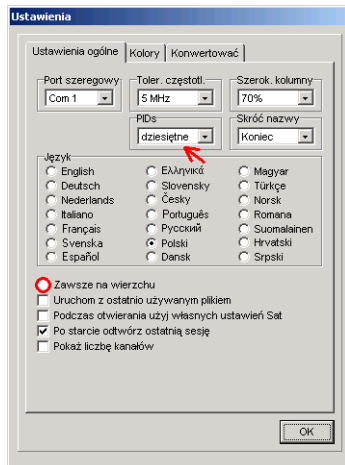 Ustawienia
Ustawienia ogólne Kolory Konwertować
Port szeregowy Toler. częstotl. Szerok. kolumny
Com 1 5 MHz 70%
PIDs Skróć nazwy
dziesiętne Koniec
Język
English Ελληνικά Magyar
Deutsch Slovensky Türkçe
Nederlands Česky Norsk
Italiano Português Romana
Français Русский Suomalainen
Svenska Polski Hrvatski
Español Dansk Srpski
Zawsze na wierzchu
Uruchom z ostatnio używanym plikiem
Podczas otwierania użyj własnych ustawień Sat
Po starcie odtwórz ostatnią sesję
Pokaż liczbę kanałów
OK